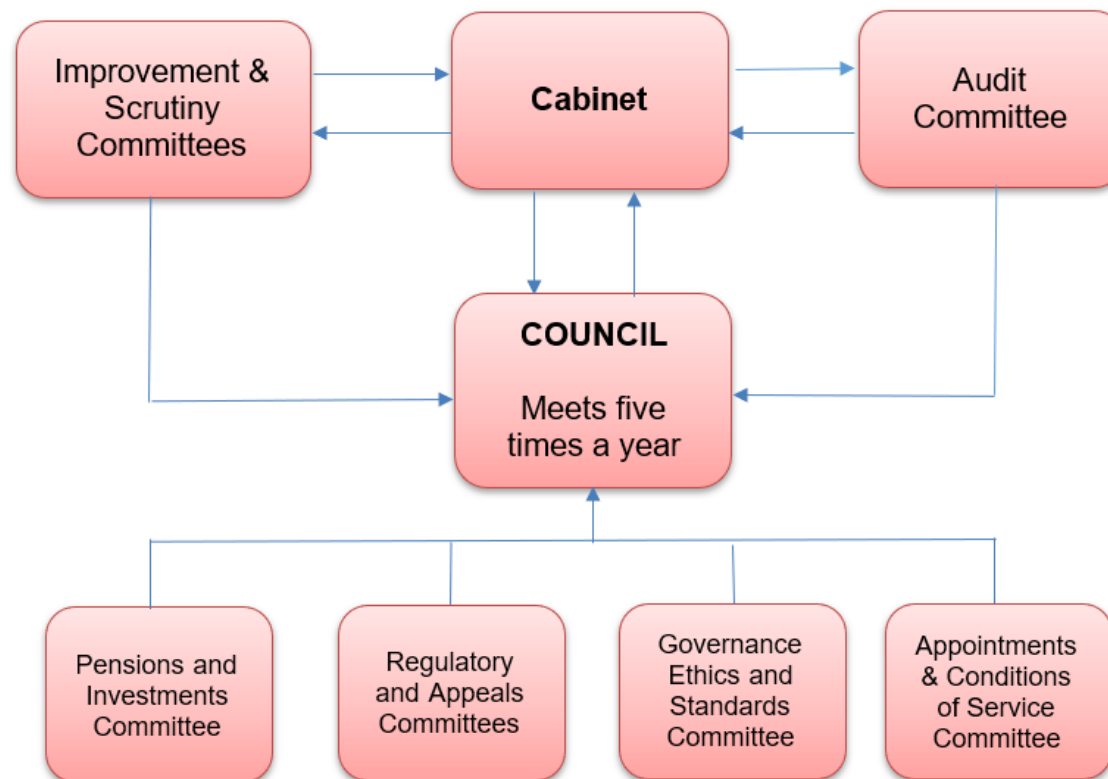 Improvement &
Scrutiny
Committees
Cabinet
Audit
Committee
COUNCIL
Meets five
times a year
Pensions and
Investments
Committee
Regulatory
and Appeals
Committees
Governance
Ethics and
Standards
Committee
Appointments
& Conditions
of Service
Committee